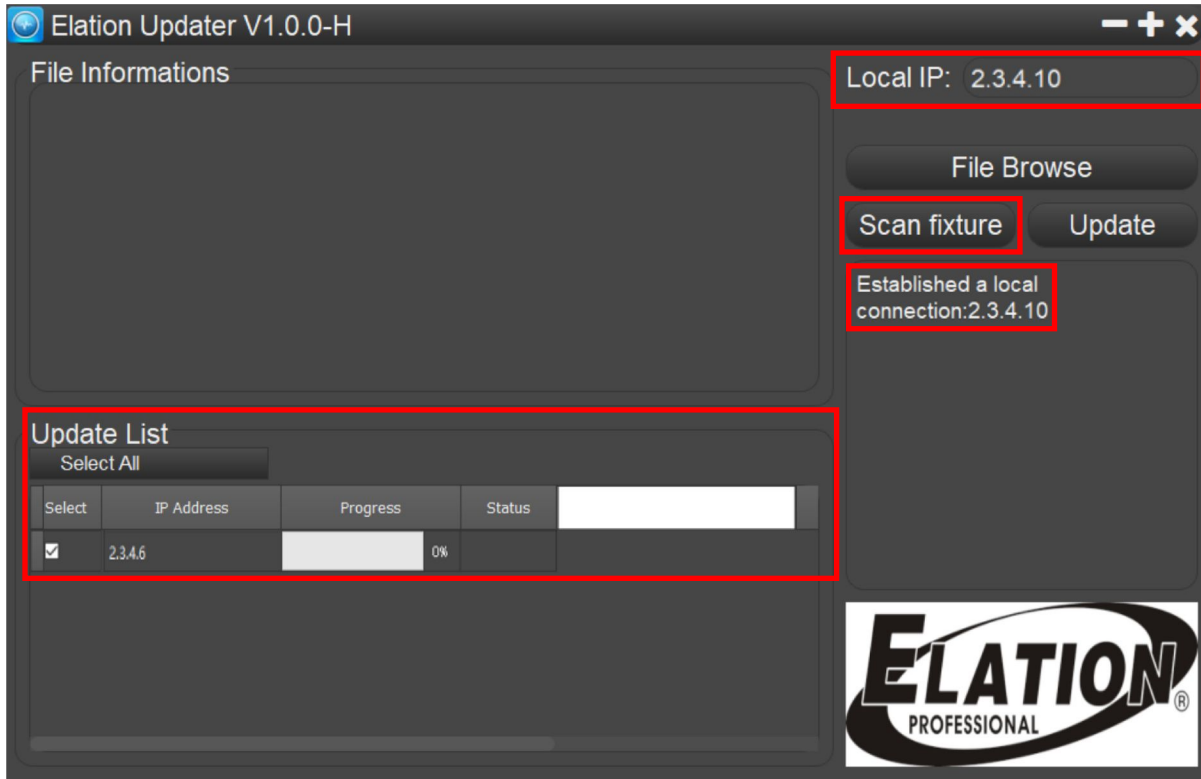 Elation Updater V1.0.0-H
File Informations
Local IP: 2.3.4.10
File Browse
Scan fixture
Update
Established a local
connection:2.3.4.10
Update List
Select All
Select IP Address Progress Status
2.3.4.6 0%
ELATION®
PROFESSIONAL